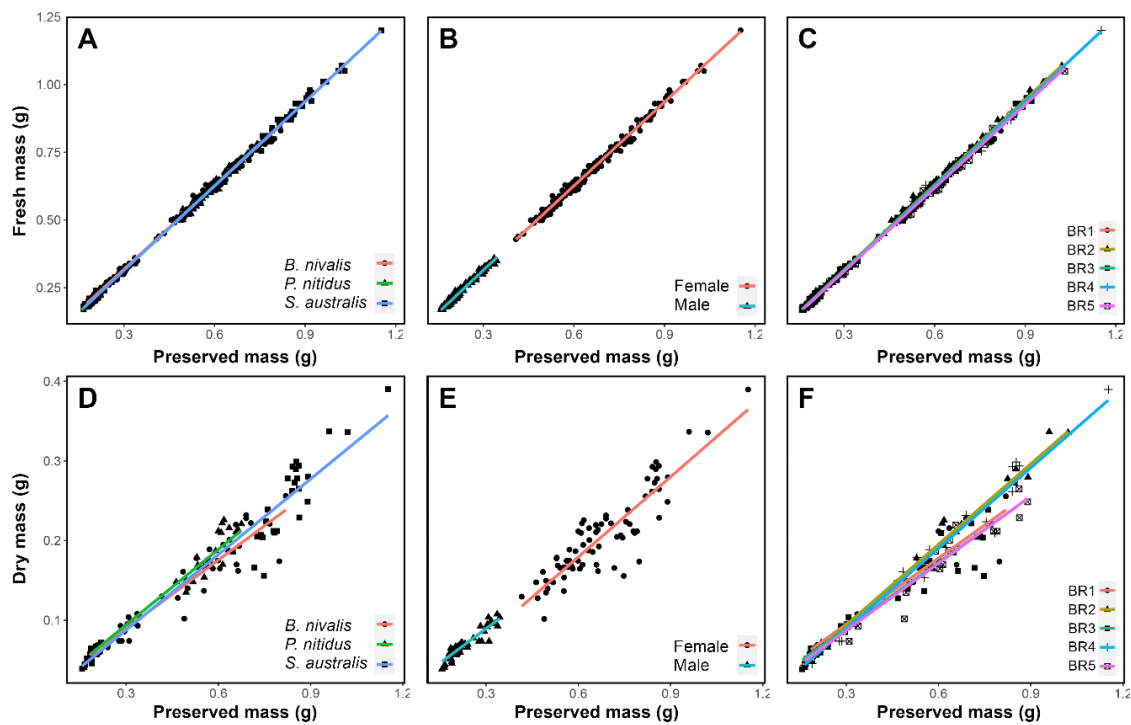 A
B
C
Fresh mass (g)
1.25
1.00
0.75
0.50
0.25
B. nivalis
P. nitidus
S. australis
Female
Male
BR1
BR2
BR3
BR4
BR5
0.3 0.6 0.9 1.2
0.3 0.6 0.9 1.2
0.3 0.6 0.9 1.2
Preserved mass (g)
Preserved mass (g)
Preserved mass (g)
D
E
F
Dry mass (g)
0.4
0.3
0.2
0.1
B. nivalis
P. nitidus
S. australis
Female
Male
BR1
BR2
BR3
BR4
BR5
0.3 0.6 0.9 1.2
0.3 0.6 0.9 1.2
0.3 0.6 0.9 1.2
Preserved mass (g)
Preserved mass (g)
Preserved mass (g)